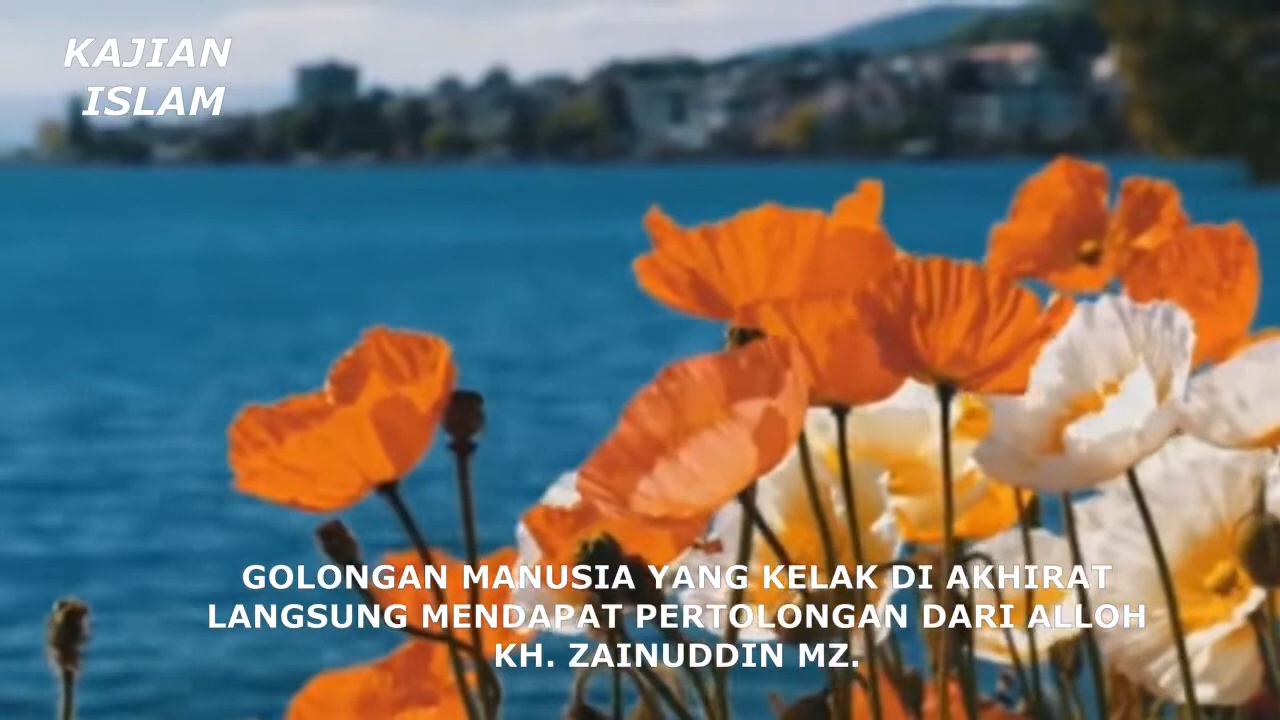 KAJIAN
ISLAM
GOLONGAN MANUSIA YANG KELAK DI AKHIRAT
LANGSUNG MENDAPAT PERTOLONGAN DARI ALLOH
KH. ZAINUDDIN MZ.